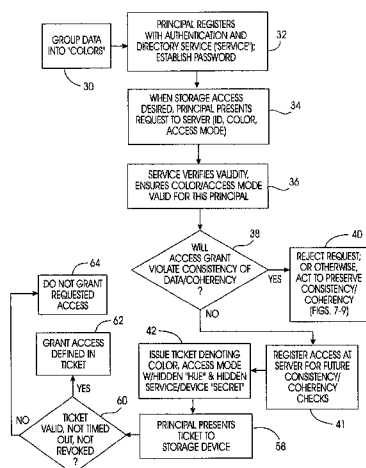 GROUP DATA
INTO "COLORS"
30
PRINCIPAL REGISTERS
WITH AUTHENTICATION AND
DIRECTORY SERVICE ("SERVICE");
ESTABLISH PASSWORD
32
WHEN STORAGE ACCESS
DESIRED, PRINCIPAL PRESENTS
REQUEST TO SERVER (ID, COLOR,
ACCESS MODE)
34
SERVICE VERIFIES VALIDITY,
ENSURES COLOR/ACCESS MODE
VALID FOR THIS PRINCIPAL
36
WILL
ACCESS GRANT
VIOLATE CONSISTENCY OF
DATA/COHERENCY
?
38
YES
NO
REJECT REQUEST;
OR OTHERWISE,
ACT TO PRESERVE
CONSISTENCY/
COHERENCY
(FIGS. 7-9)
40
REGISTER ACCESS AT
SERVER FOR FUTURE
CONSISTENCY/
COHERENCY
CHECKS
41
ISSUE TICKET DENOTING
COLOR, ACCESS MODE
W/HIDDEN "HUE" & HIDDEN
SERVICE/DEVICE "SECRET"
42
PRINCIPAL PRESENTS
TICKET TO
STORAGE DEVICE
58
TICKET
VALID, NOT TIMED
OUT, NOT
REVOKED
?
60
YES
NO
GRANT ACCESS
DEFINED IN
TICKET
62
DO NOT GRANT
REQUESTED
ACCESS
64